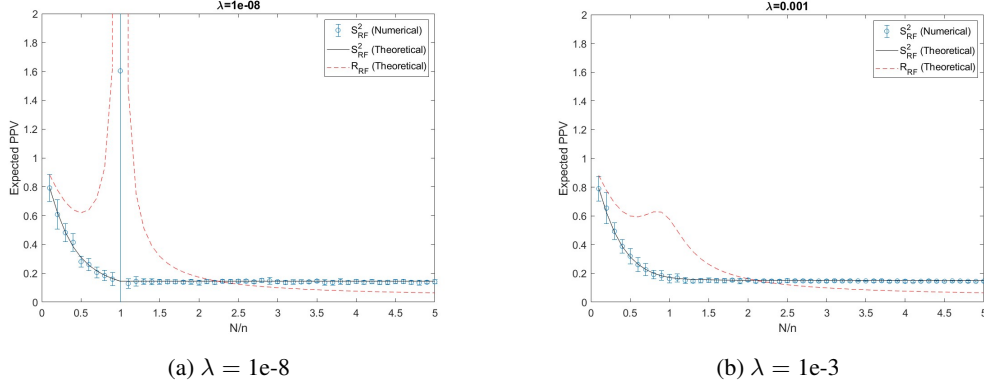 λ=1e-08
2
1.8
1.6
1.4
1.2
1
0.8
0.6
0.4
0.2
0
Expected PPV
S²RF (Numerical)
S²RF (Theoretical)
RRF (Theoretical)
0 0.5 1 1.5 2 2.5 3 3.5 4 4.5 5
N/n
(a) λ = 1e-8
λ=0.001
2
1.8
1.6
1.4
1.2
1
0.8
0.6
0.4
0.2
0
Expected PPV
S²RF (Numerical)
S²RF (Theoretical)
RRF (Theoretical)
0 0.5 1 1.5 2 2.5 3 3.5 4 4.5 5
N/n
(b) λ = 1e-3